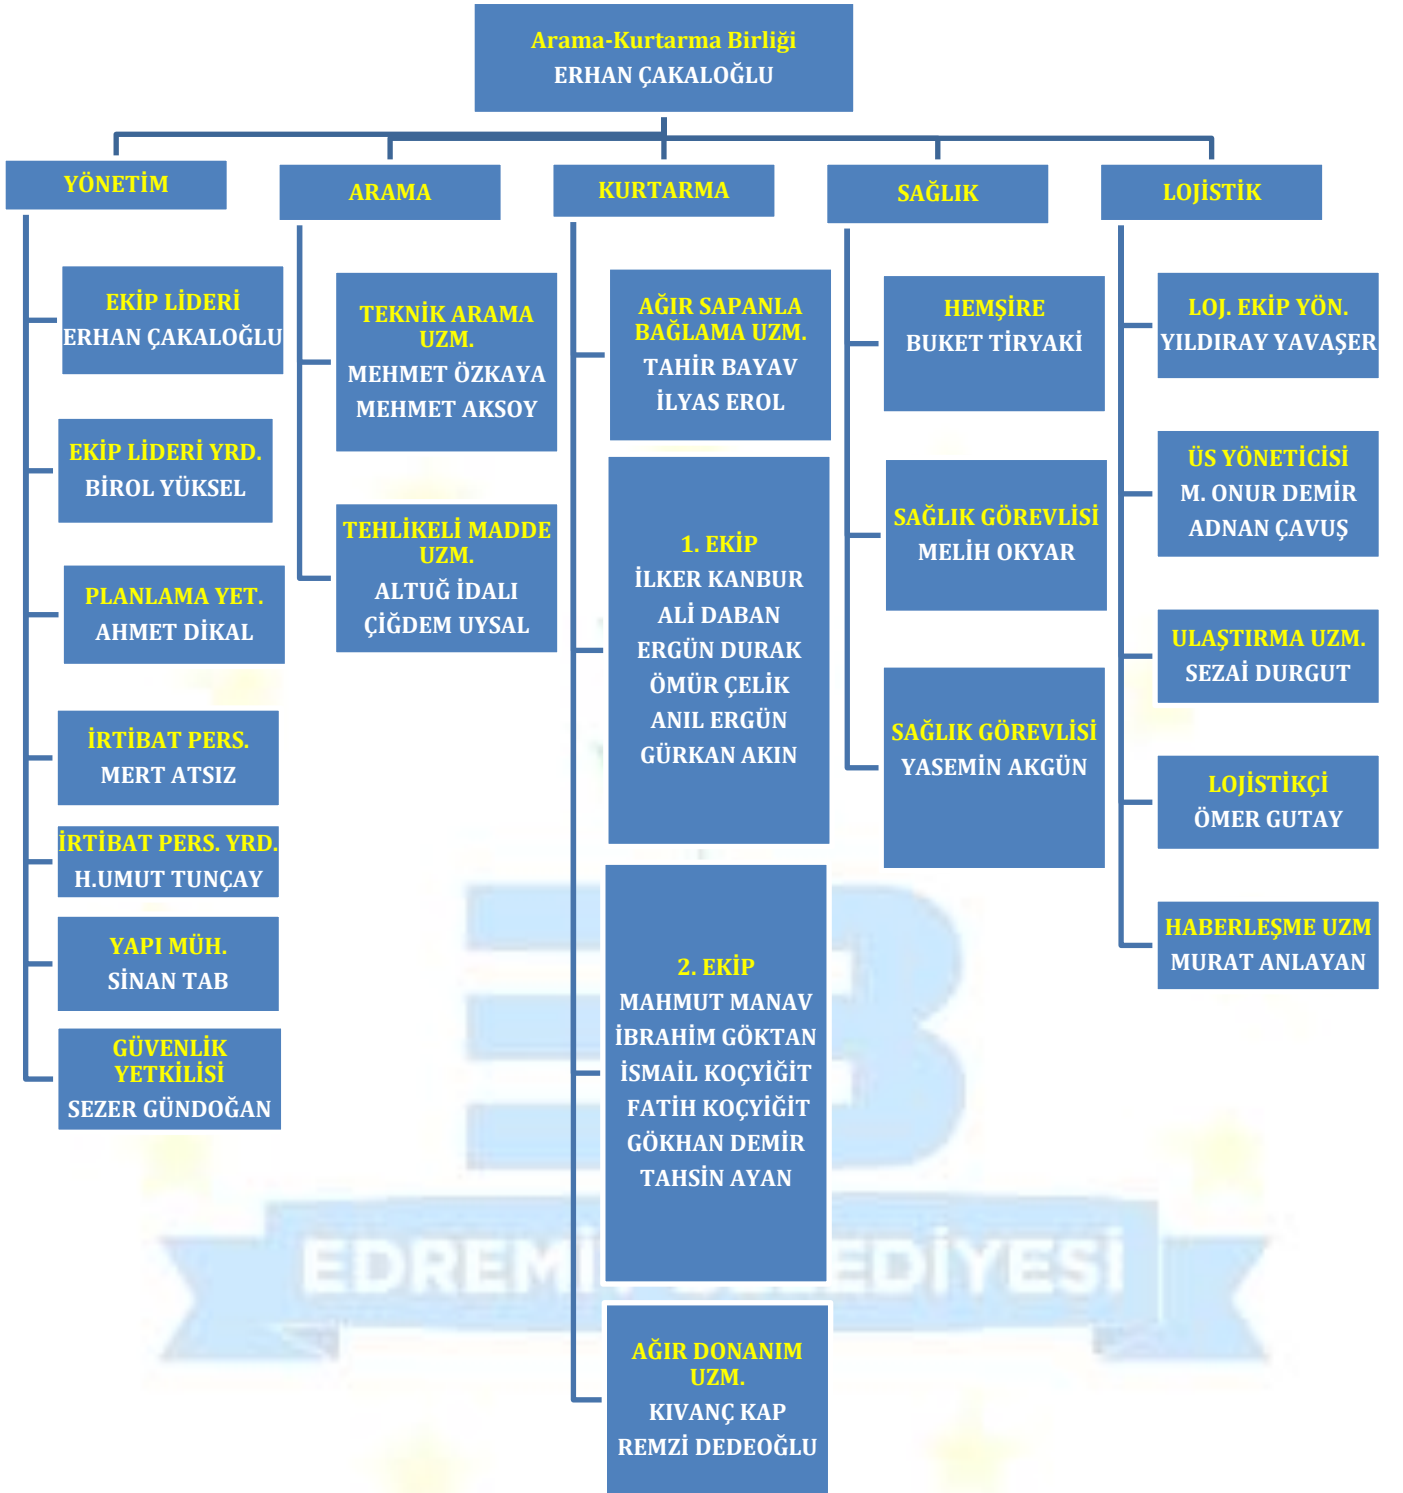 Arama-Kurtarma Birliği
ERHAN ÇAKALOĞLU
YÖNETİM
EKİP LİDERİ
ERHAN ÇAKALOĞLU
EKİP LİDERİ YRD.
BİROL YÜKSEL
PLANLAMA YET.
AHMET DİKAL
İRTİBAT PERS.
MERT ATSIZ
İRTİBAT PERS. YRD.
H.UMUT TUNÇAY
YAPI MÜH.
SİNAN TAB
GÜVENLİK
YETKİLİSİ
SEZER GÜNDOĞAN
ARAMA
TEKNİK ARAMA
UZM.
MEHMET ÖZKAYA
MEHMET AKSOY
TEHLİKELİ MADDE
UZM.
ALTUĞ İDALI
ÇİĞDEM UYSAL
KURTARMA
AĞIR SAPANLA
BAĞLAMA UZM.
TAHİR BAYAV
İLYAS EROL
1. EKİP
İLKER KANBUR
ALİ DABAN
ERGÜN DURAK
ÖMÜR ÇELİK
ANIL ERGÜN
GÜRKAN AKIN
2. EKİP
MAHMUT MANAV
İBRAHİM GÖKTAN
İSMAİL KOÇYİĞİT
FATİH KOÇYİĞİT
GÖKHAN DEMİR
TAHSİN AYAN
AĞIR DONANIM
UZM.
KIVANÇ KAP
REMZİ DEDEOĞLU
SAĞLIK
HEMŞİRE
BUKET TİRYAKİ
SAĞLIK GÖREVLİSİ
MELİH OKYAR
SAĞLIK GÖREVLİSİ
YASEMİN AKGÜN
LOJİSTİK
LOJ. EKİP YÖN.
YILDIRAY YAVAŞER
ÜS YÖNETİCİSİ
M. ONUR DEMİR
ADNAN ÇAVUŞ
ULAŞTIRMA UZM.
SEZAİ DURGUT
LOJİSTİKÇİ
ÖMER GUTAY
HABERLEŞME UZM
MURAT ANLAYAN
EDREMİT BELEDİYESİ